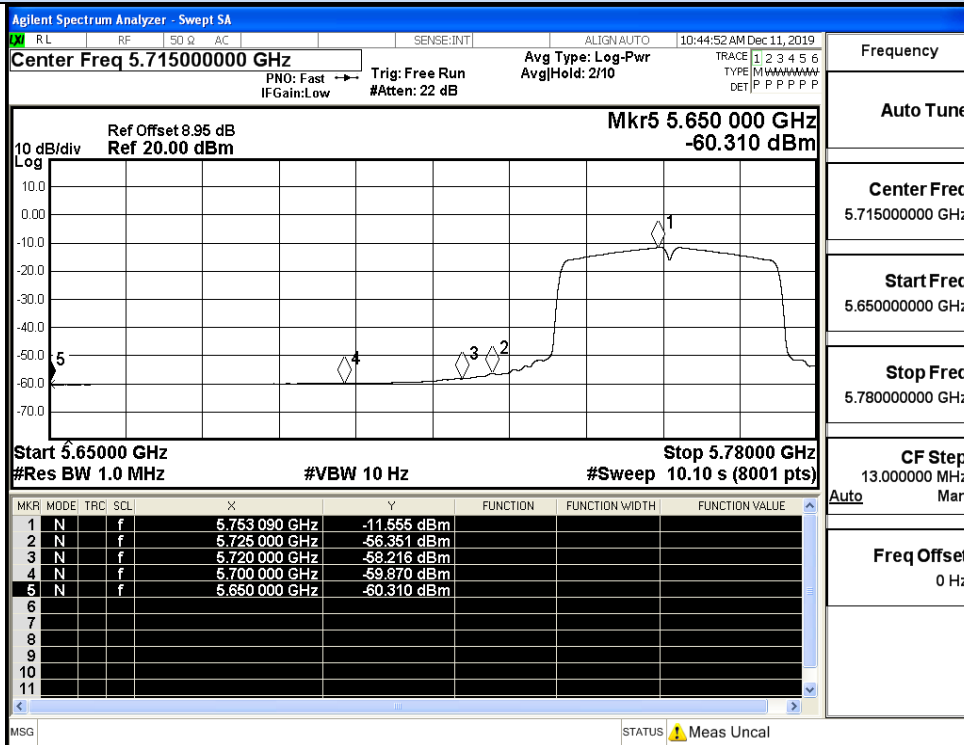 Agilent Spectrum Analyzer - Swept SA
LXI RL RF 50 Ω AC SENSE:INT ALIGNAUTO 10:44:52 AM Dec 11, 2019
Center Freq 5.715000000 GHz
PNO: Fast
IFGain:Low
Trig: Free Run
#Atten: 22 dB
Avg Type: Log-Pwr
Avg|Hold: 2/10
TRACE 1 2 3 4 5 6
TYPE M WWWWW
DET P P P P P P
Mkr5 5.650 000 GHz
-60.310 dBm
Ref Offset 8.95 dB
10 dB/div Ref 20.00 dBm
Log
10.0
0.00
-10.0
-20.0
-30.0
-40.0
-50.0
-60.0
-70.0
1
2
3
4
5
Start 5.65000 GHz Stop 5.78000 GHz
#Res BW 1.0 MHz #VBW 10 Hz #Sweep 10.10 s (8001 pts)
MKR MODE TRC SCL X Y FUNCTION FUNCTION WIDTH FUNCTION VALUE
1 N f 5.753 090 GHz -11.555 dBm
2 N f 5.725 000 GHz -56.351 dBm
3 N f 5.720 000 GHz -58.216 dBm
4 N f 5.700 000 GHz -59.870 dBm
5 N f 5.650 000 GHz -60.310 dBm
6
7
8
9
10
11
MSG STATUS Meas Uncal
Frequency
Auto Tune
Center Freq
5.715000000 GHz
Start Freq
5.650000000 GHz
Stop Freq
5.780000000 GHz
CF Step
13.000000 MHz
Auto Man
Freq Offset
0 Hz